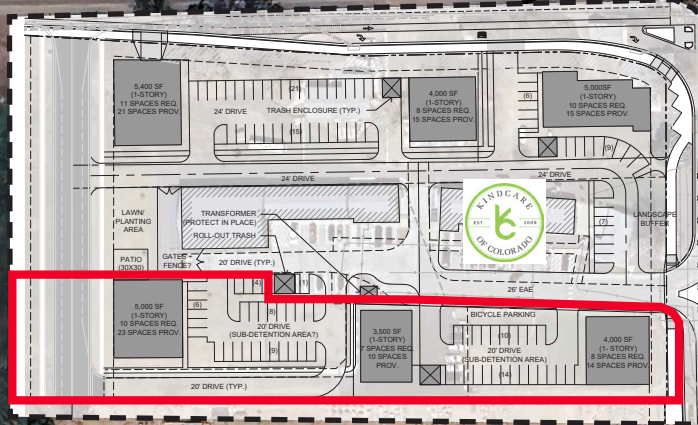 5,400 SF
(1-STORY)
11 SPACES REQ.
21 SPACES PROV.
(21)
24' DRIVE
TRASH ENCLOSURE (TYP.)
(15)
4,000 SF
(1-STORY)
8 SPACES REQ.
15 SPACES PROV.
(6)
5,000SF
(1-STORY)
10 SPACES REQ.
15 SPACES PROV.
(9)
24' DRIVE
24' DRIVE
LAWN/
PLANTING
AREA
TRANSFORMER
(PROTECT IN PLACE)
ROLL-OUT TRASH
KINDCARE
EST. 2009
kc
OF COLORADO
(7)
LANDSCAPE
BUFFER
PATIO
(30X30)
GATES +
FENCE?
20' DRIVE (TYP.)
(4)
(1)
26' EAE
5,000 SF
(1-STORY)
10 SPACES REQ.
23 SPACES PROV.
(6)
(8)
20' DRIVE
(SUB-DETENTION AREA?)
(9)
20' DRIVE (TYP.)
3,500 SF
(1-STORY)
7 SPACES REQ.
10 SPACES
PROV.
BICYCLE PARKING
(10)
20' DRIVE
(SUB-DETENTION AREA)
(14)
4,000 SF
(1- STORY)
8 SPACES REQ.
14 SPACES PROV.